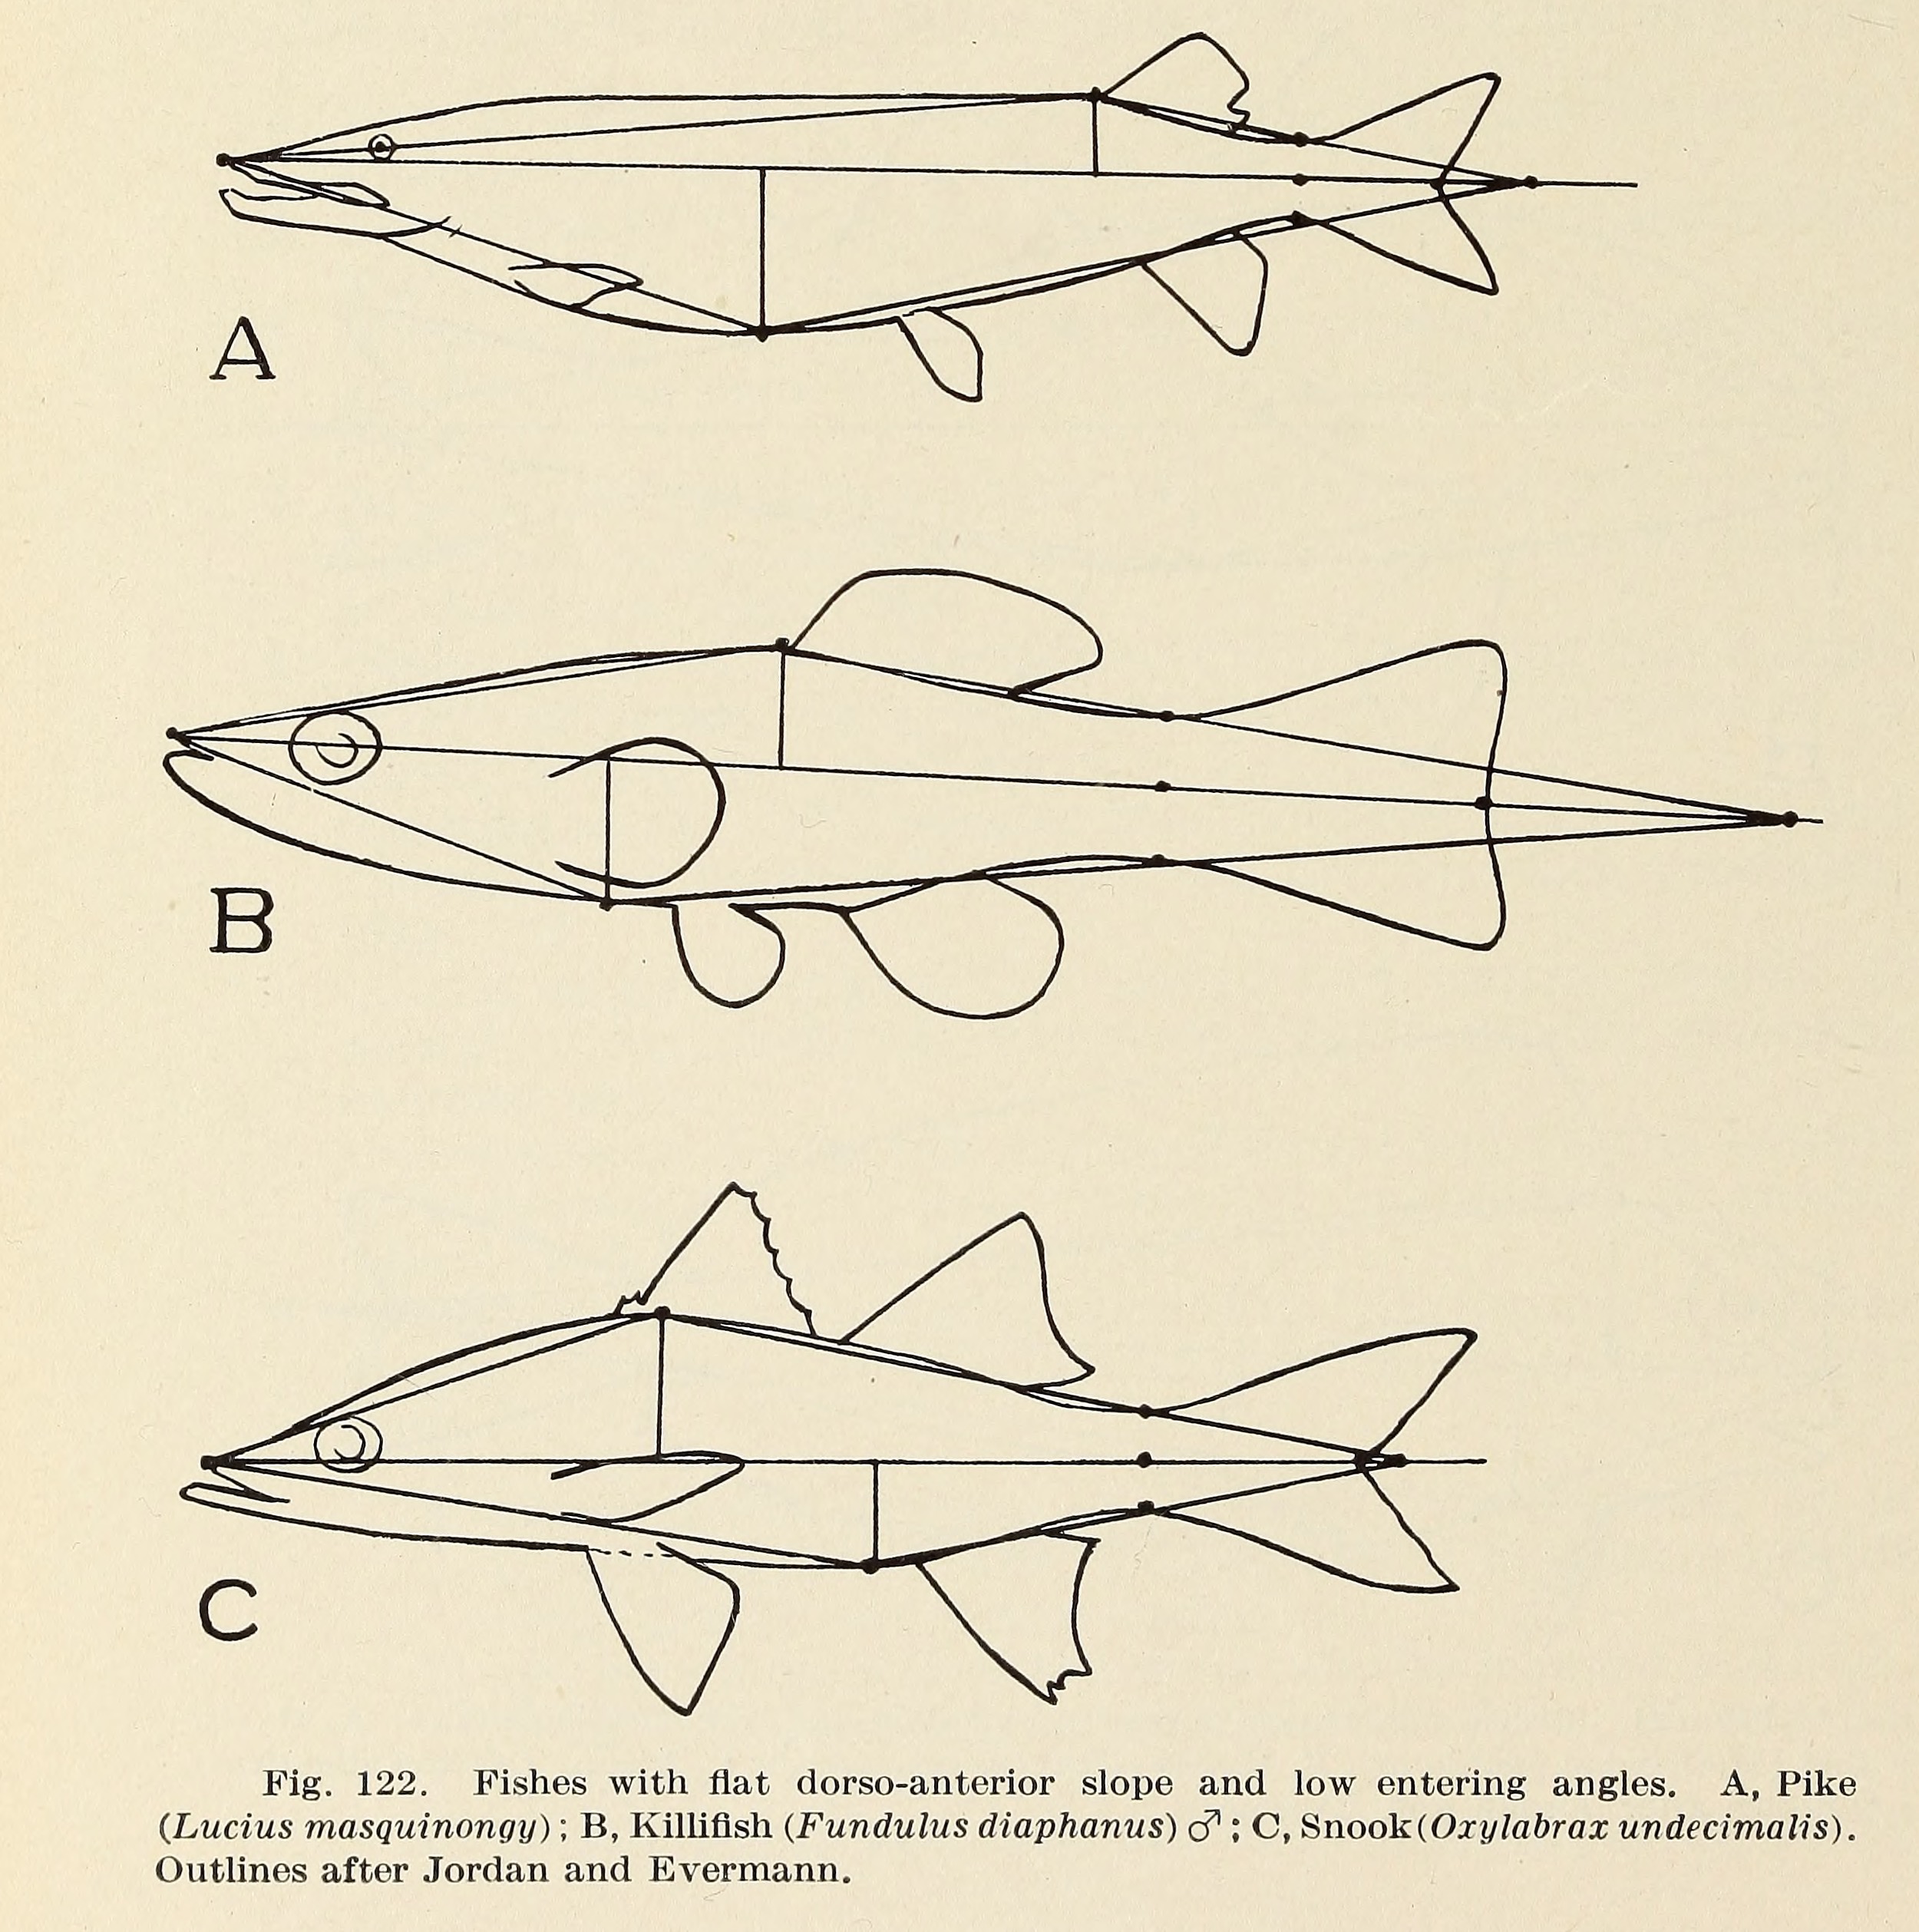 A
B
C
Fig. 122. Fishes with flat dorso-anterior slope and low entering angles. A, Pike
(Lucius masquinongy); B, Killifish (Fundulus diaphanus) ♂; C, Snook (Oxylabrax undecimalis).
Outlines after Jordan and Evermann.